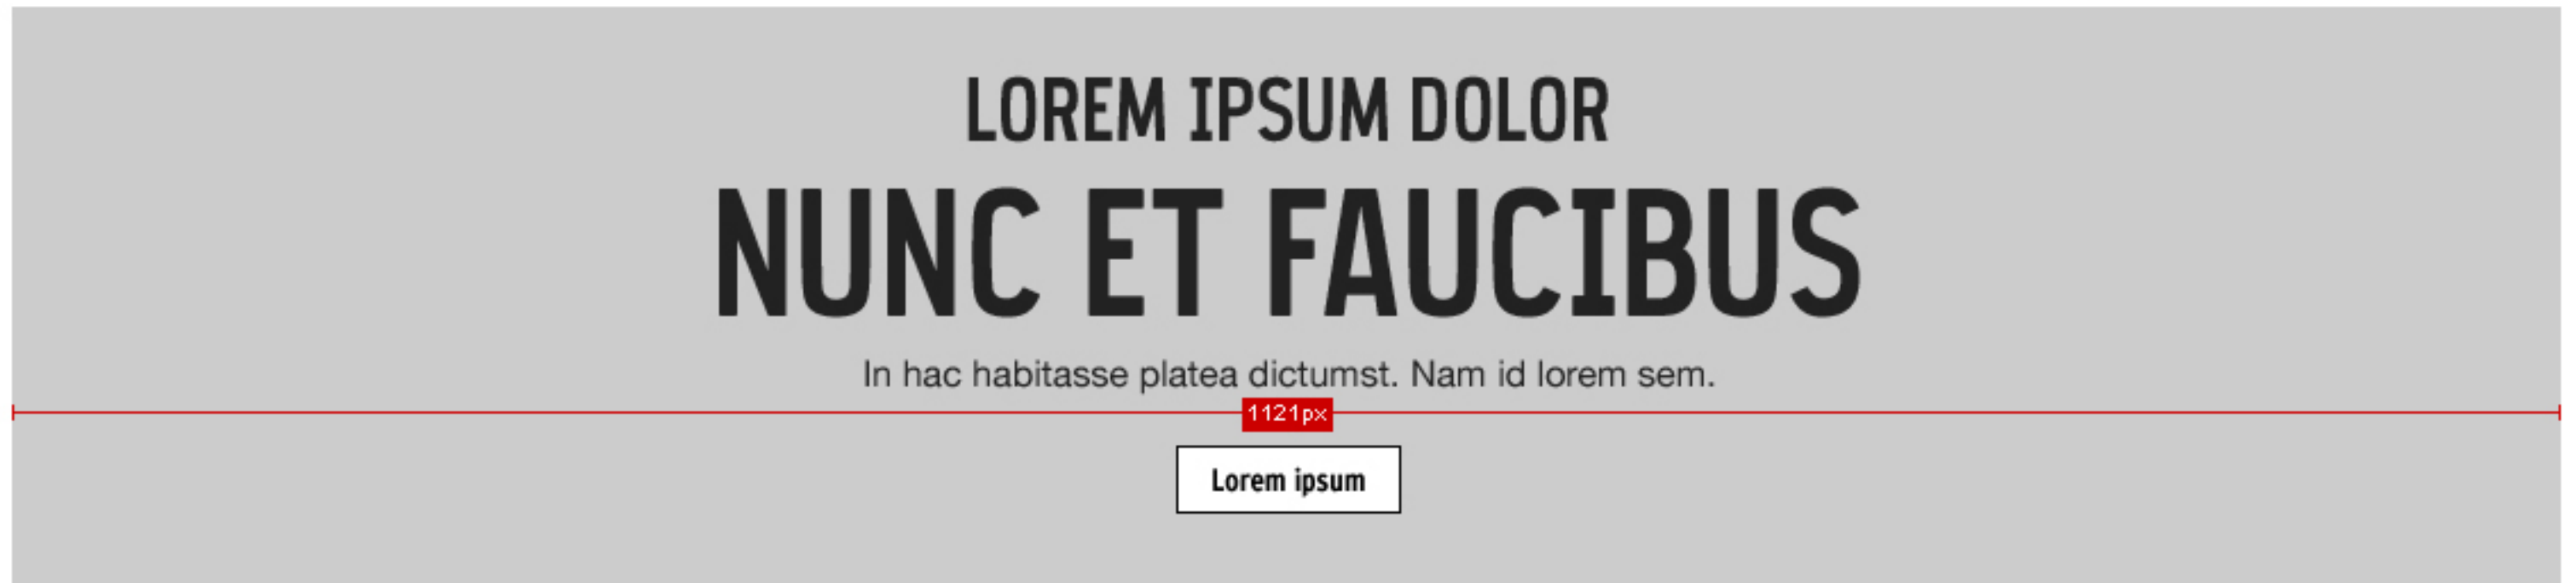 LOREM IPSUM DOLOR
NUNC ET FAUCIBUS
In hac habitasse platea dictumst. Nam id lorem sem.
1121px
Lorem ipsum